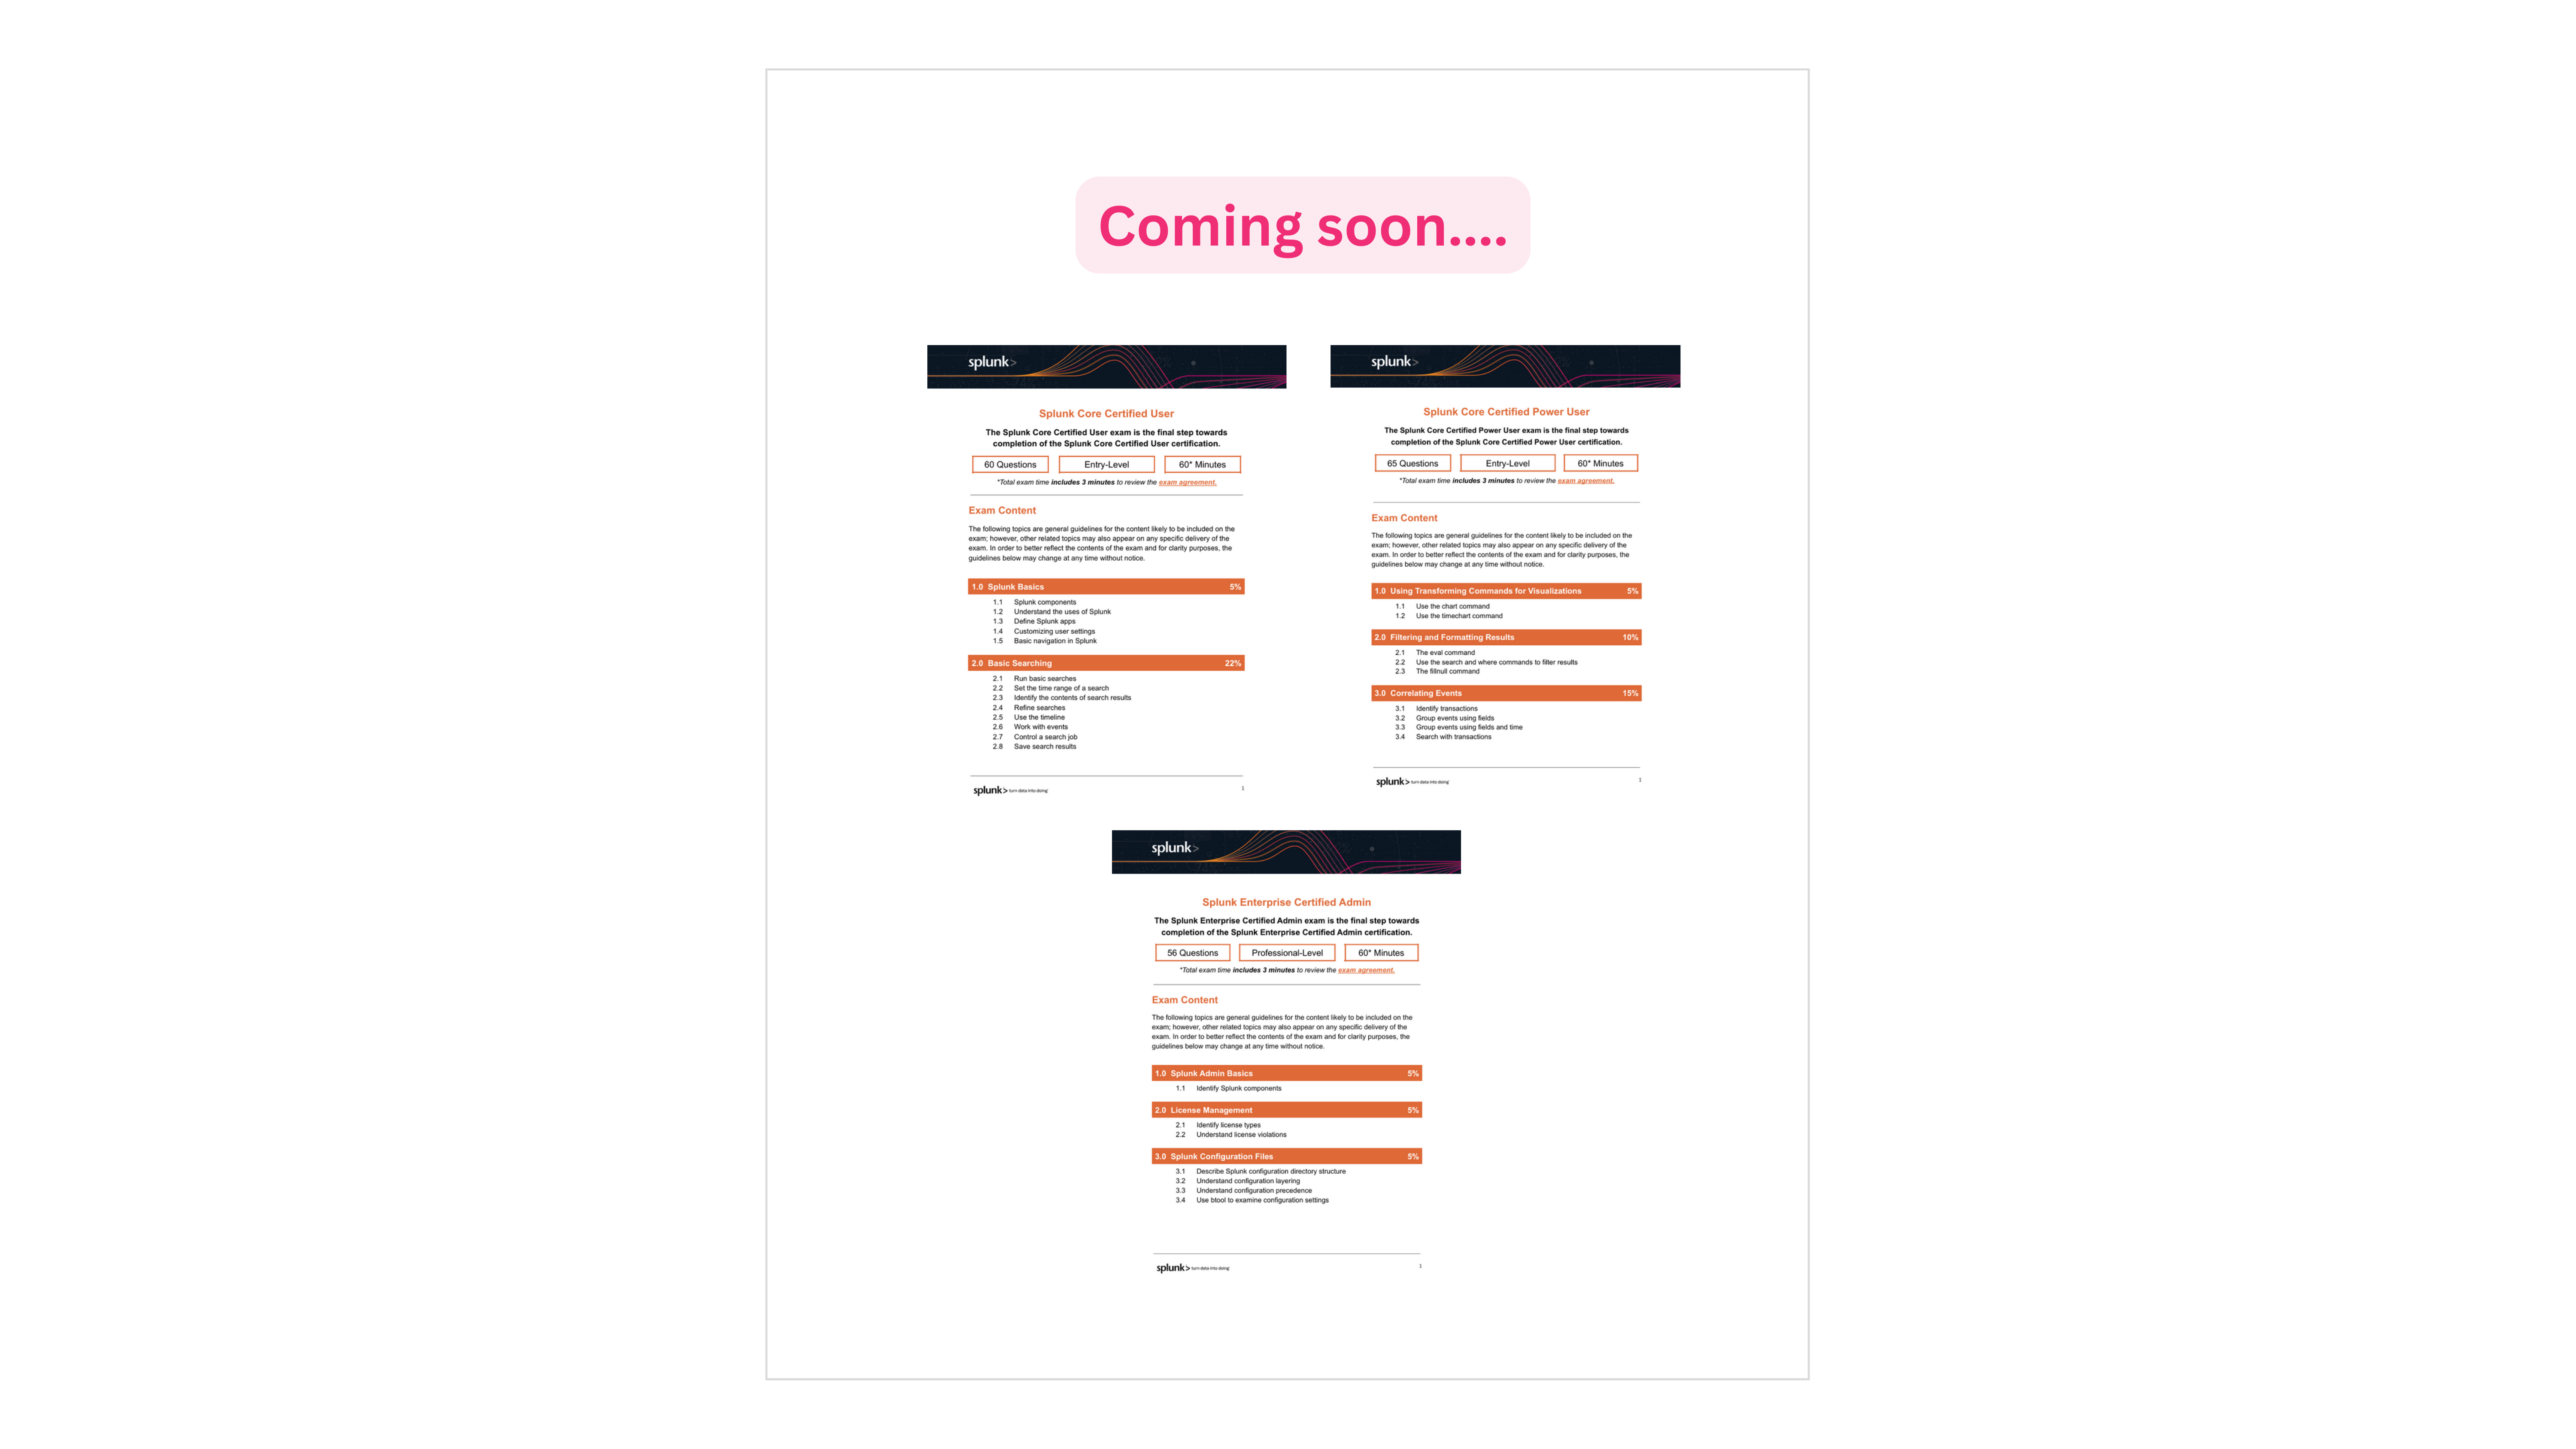 Coming soon....
splunk>
Splunk Core Certified User
The Splunk Core Certified User exam is the final step towards
completion of the Splunk Core Certified User certification.
60 Questions
Entry-Level
60* Minutes
*Total exam time includes 3 minutes to review the exam agreement.
Exam Content
The following topics are general guidelines for the content likely to be included on the
exam; however, other related topics may also appear on any specific delivery of the
exam. In order to better reflect the contents of the exam and for clarity purposes, the
guidelines below may change at any time without notice.
1.0 Splunk Basics 5%
1.1 Splunk components
1.2 Understand the uses of Splunk
1.3 Define Splunk apps
1.4 Customizing user settings
1.5 Basic navigation in Splunk
2.0 Basic Searching 22%
2.1 Run basic searches
2.2 Set the time range of a search
2.3 Identify the contents of search results
2.4 Refine searches
2.5 Use the timeline
2.6 Work with events
2.7 Control a search job
2.8 Save search results
splunk> turn data into doing 1
splunk>
Splunk Core Certified Power User
The Splunk Core Certified Power User exam is the final step towards
completion of the Splunk Core Certified Power User certification.
65 Questions
Entry-Level
60* Minutes
*Total exam time includes 3 minutes to review the exam agreement.
Exam Content
The following topics are general guidelines for the content likely to be included on the
exam; however, other related topics may also appear on any specific delivery of the
exam. In order to better reflect the contents of the exam and for clarity purposes, the
guidelines below may change at any time without notice.
1.0 Using Transforming Commands for Visualizations 5%
1.1 Use the chart command
1.2 Use the timechart command
2.0 Filtering and Formatting Results 10%
2.1 The eval command
2.2 Use the search and where commands to filter results
2.3 The fillnull command
3.0 Correlating Events 15%
3.1 Identify transactions
3.2 Group events using fields
3.3 Group events using fields and time
3.4 Search with transactions
splunk> turn data into doing 1
splunk>
Splunk Enterprise Certified Admin
The Splunk Enterprise Certified Admin exam is the final step towards
completion of the Splunk Enterprise Certified Admin certification.
56 Questions
Professional-Level
60* Minutes
*Total exam time includes 3 minutes to review the exam agreement.
Exam Content
The following topics are general guidelines for the content likely to be included on the
exam; however, other related topics may also appear on any specific delivery of the
exam. In order to better reflect the contents of the exam and for clarity purposes, the
guidelines below may change at any time without notice.
1.0 Splunk Admin Basics 5%
1.1 Identify Splunk components
2.0 License Management 5%
2.1 Identify license types
2.2 Understand license violations
3.0 Splunk Configuration Files 5%
3.1 Describe Splunk configuration directory structure
3.2 Understand configuration layering
3.3 Understand configuration precedence
3.4 Use btool to examine configuration settings
splunk> turn data into doing 1